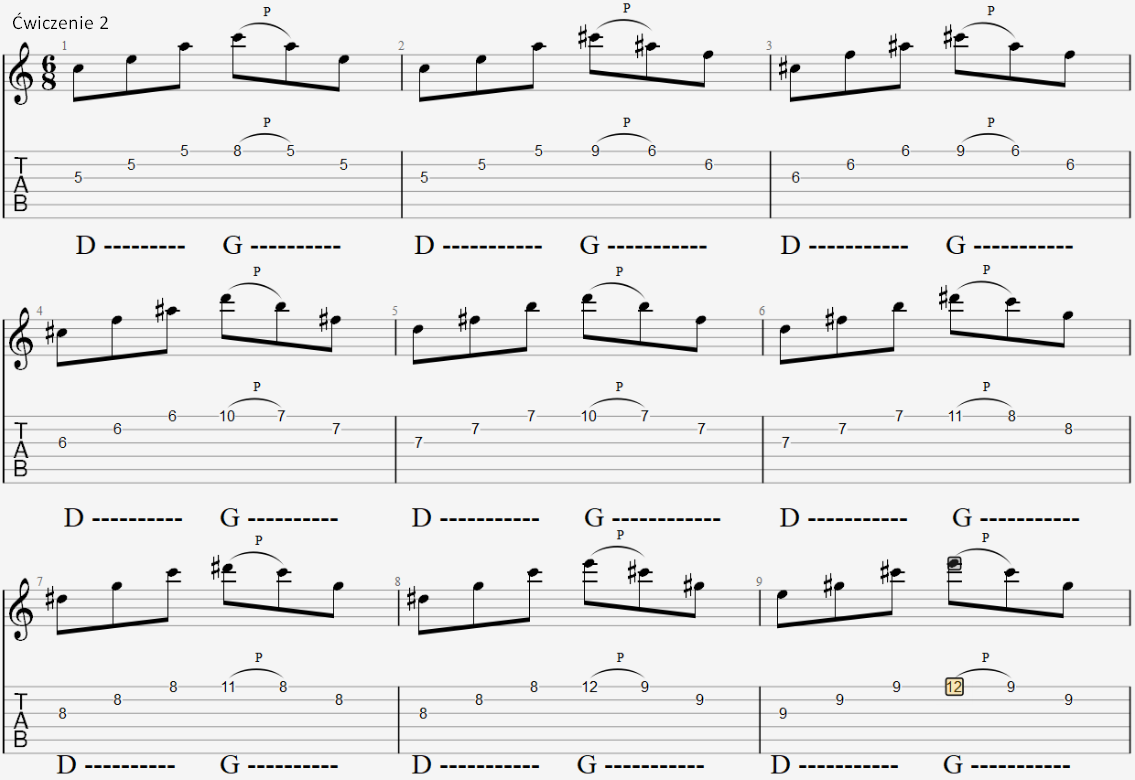 Ćwiczenie 2
P P P
1 2 3
6
8
P P P
5 8 5 5 9 6 6 9 6
T 5 5 5 6 6 6
A 5 5 6
B
D --------- G ---------- D ----------- G ----------- D ----------- G -----------
P P P
4 5 6
P P P
6 10 7 7 10 7 7 11 8
T 6 7 7 7 7 8
A 6 7 7
B
D ---------- G ---------- D ----------- G ------------ D ----------- G -----------
P P P
7 8 9
P P P
8 11 8 8 12 9 9 12 9
T 8 8 8 9 9 9
A 8 8 9
B
D ---------- G ---------- D ----------- G ----------- D ----------- G -----------